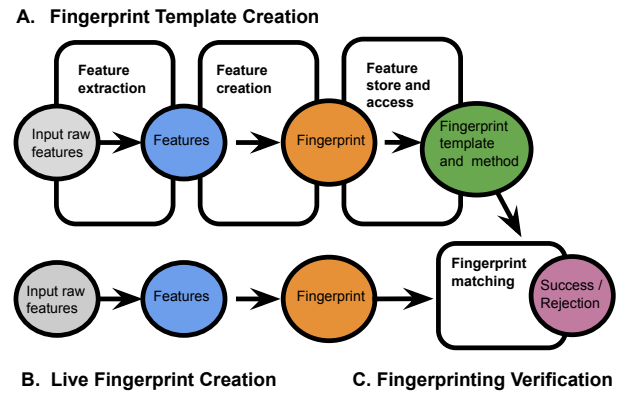 A. Fingerprint Template Creation
Feature
extraction
Feature
creation
Feature
store and
access
Input raw
features
Features
Fingerprint
Fingerprint
template
and method
Input raw
features
Features
Fingerprint
Fingerprint
matching
Success /
Rejection
B. Live Fingerprint Creation
C. Fingerprinting Verification